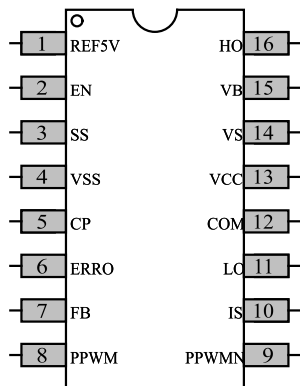 1 REF5V HO 16
2 EN VB 15
3 SS VS 14
4 VSS VCC 13
5 CP COM 12
6 ERRO LO 11
7 FB IS 10
8 PPWM PPWMN 9